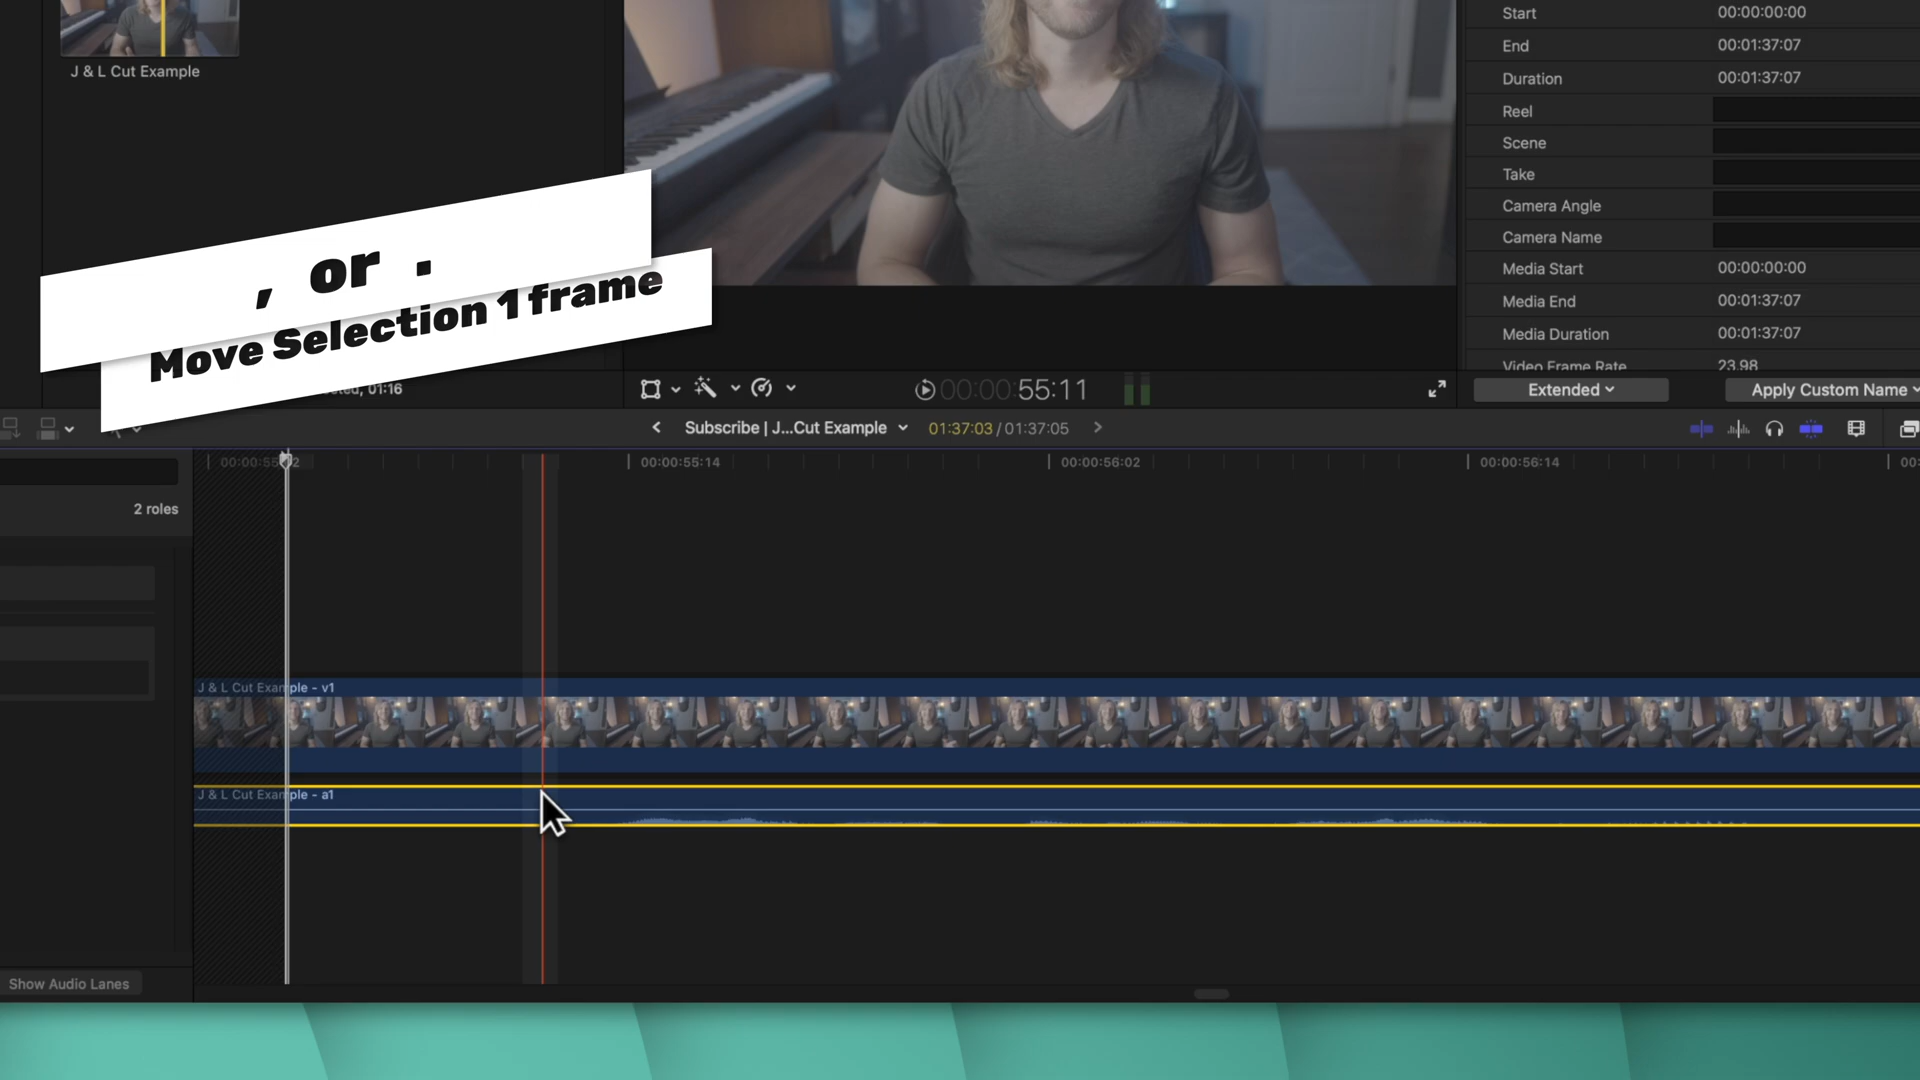 J & L Cut Example
Start 00:00:00:00
End 00:01:37:07
Duration 00:01:37:07
Reel
Scene
Take
Camera Angle
Camera Name
Media Start 00:00:00:00
Media End 00:01:37:07
Media Duration 00:01:37:07
Video Frame Rate 23.98
, or .
Move Selection 1 frame
01:16
00:00:55:11
Extended
Apply Custom Name
Subscribe | J...Cut Example
01:37:03 / 01:37:05
00:00:55:14
00:00:56:02
00:00:56:14
2 roles
J & L Cut Example - v1
J & L Cut Example - a1
Show Audio Lanes